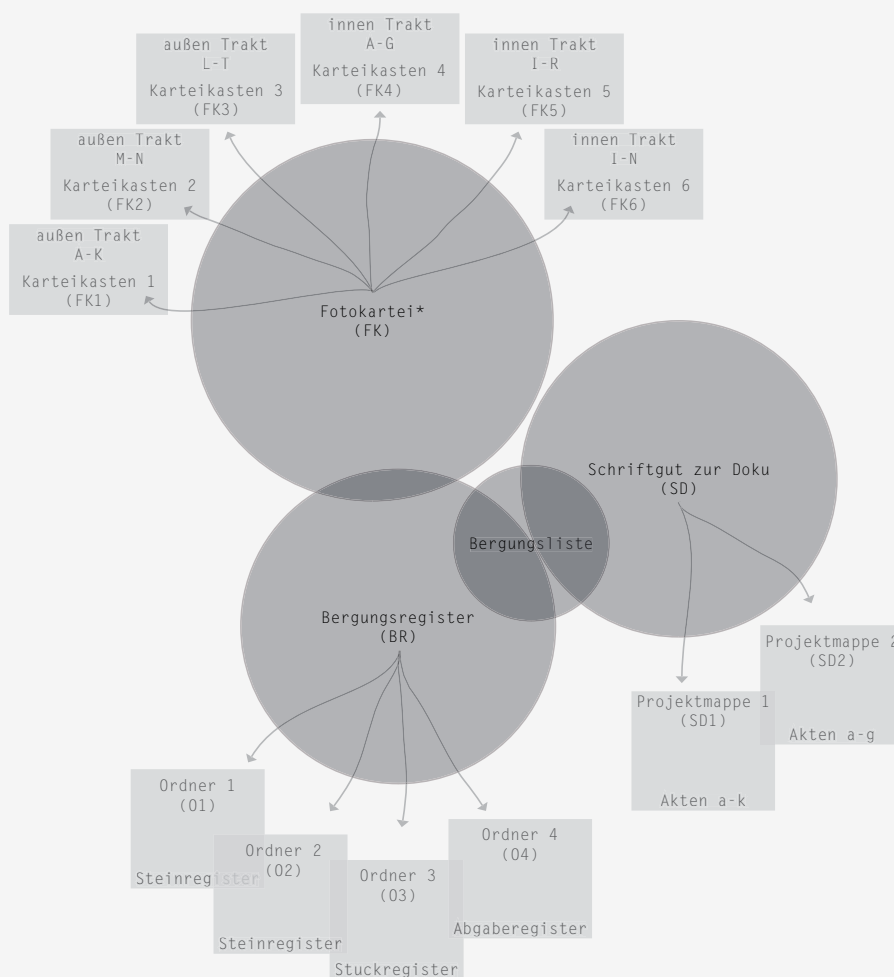 innen Trakt
A-G
Karteikasten 4
(FK4)
außen Trakt
L-T
Karteikasten 3
(FK3)
innen Trakt
I-R
Karteikasten 5
(FK5)
außen Trakt
M-N
Karteikasten 2
(FK2)
innen Trakt
I-N
Karteikasten 6
(FK6)
außen Trakt
A-K
Karteikasten 1
(FK1)
Fotokartei*
(FK)
Schriftgut zur Doku
(SD)
Bergungsliste
Bergungsregister
(BR)
Projektmappe 2
(SD2)
Akten a-g
Projektmappe 1
(SD1)
Akten a-k
Ordner 1
(O1)
Steinregister
Ordner 2
(O2)
Steinregister
Ordner 3
(O3)
Stuckregister
Ordner 4
(O4)
Abgaberegister